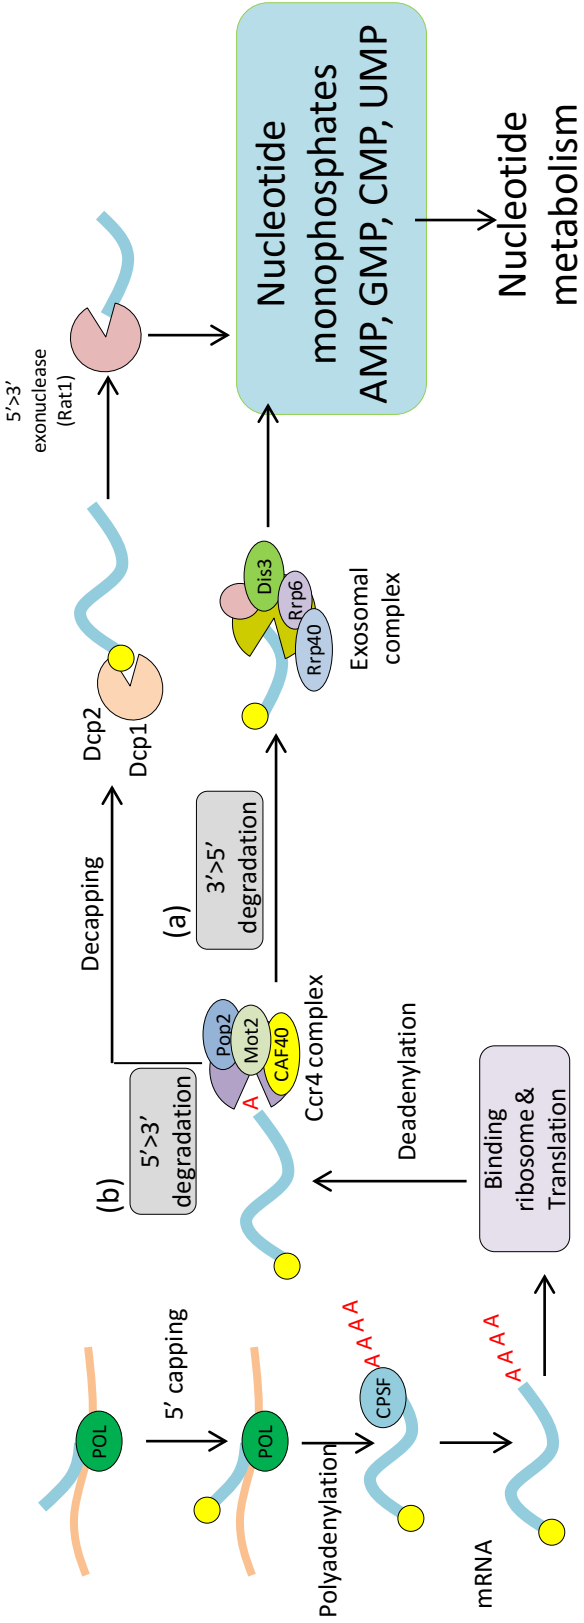 POL
5’ capping
POL
Polyadenylation
CPSF
A A A A
mRNA
A A A A
Binding
ribosome &
Translation
Deadenylation
A
Pop2
Mot2
CAF40
Ccr4 complex
(b)
5’>3’
degradation
Decapping
Dcp2
Dcp1
5’>3’
exonuclease
(Rat1)
(a)
3’>5’
degradation
Dis3
Rrp6
Rrp40
Exosomal
complex
Nucleotide
monophosphates
AMP, GMP, CMP, UMP
Nucleotide
metabolism